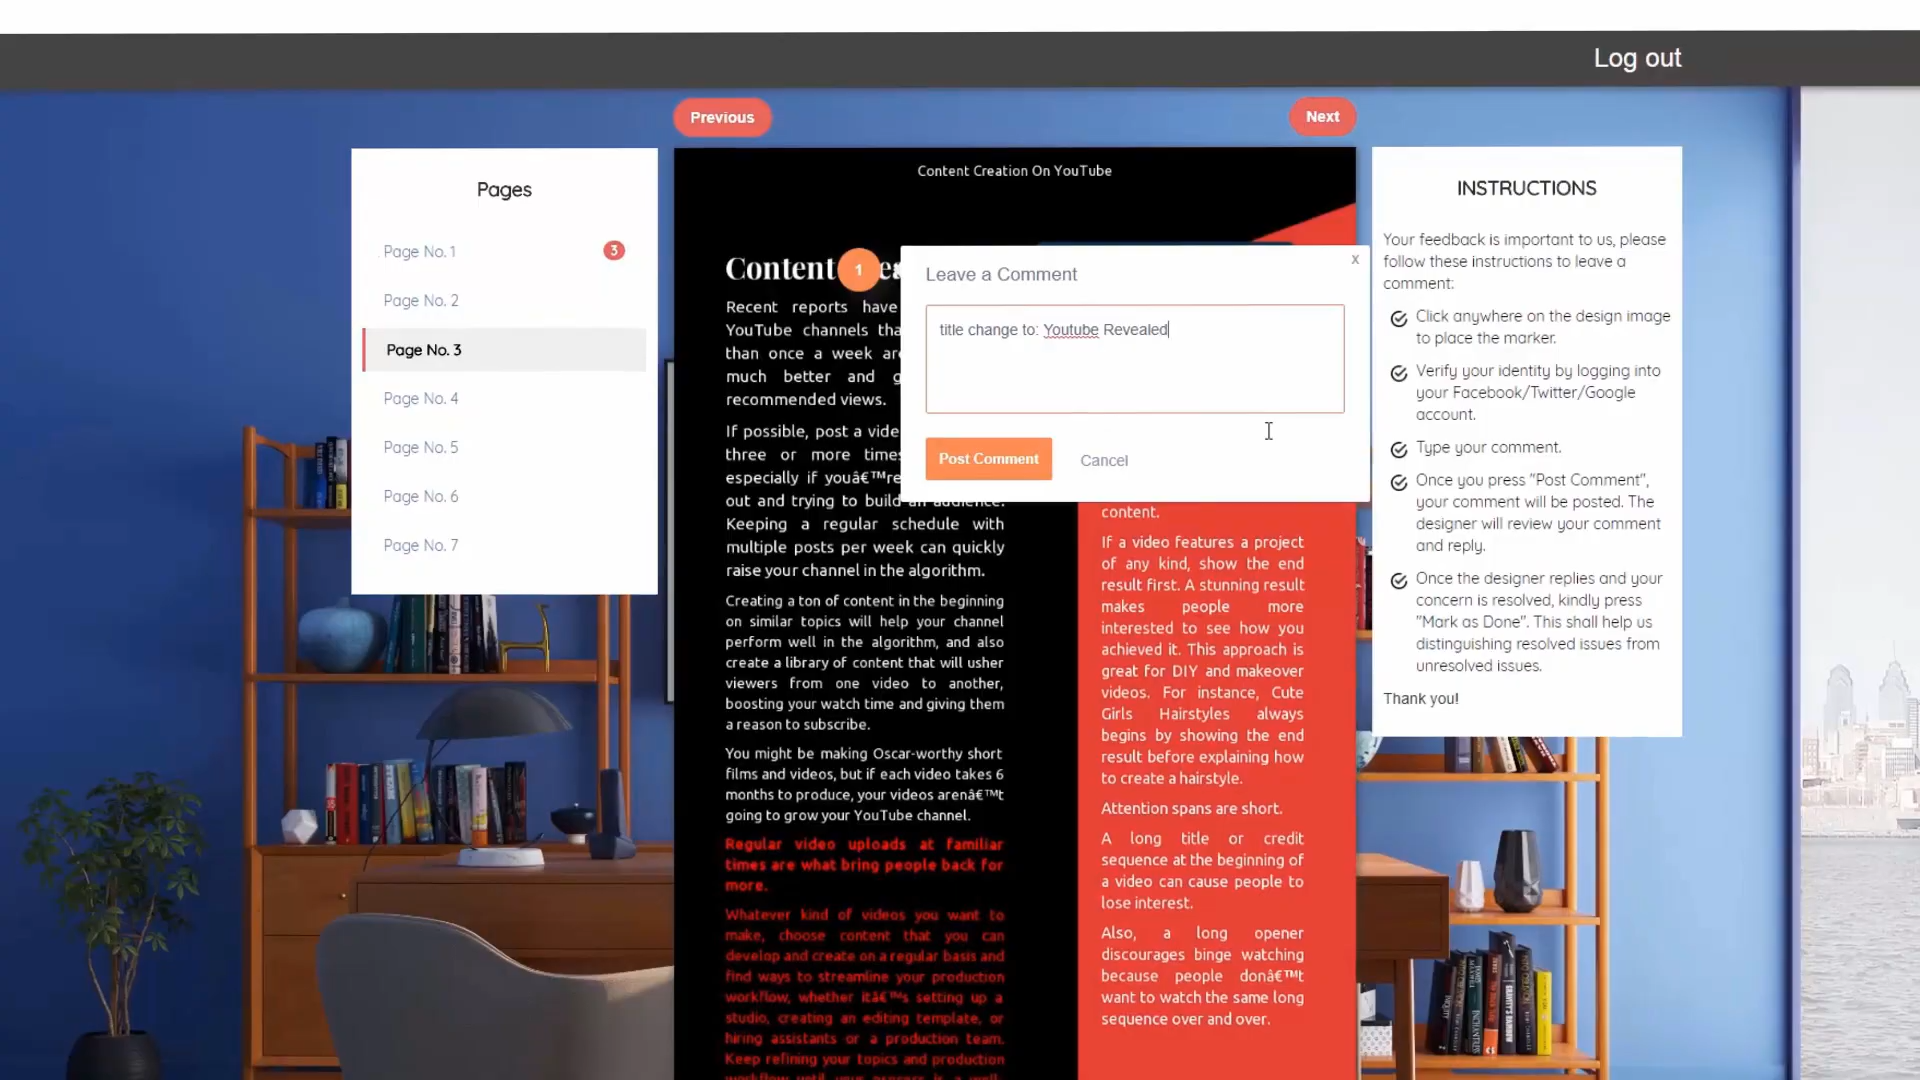 Log out
Previous
Next
Pages
Page No. 1
3
Page No. 2
Page No. 3
Page No. 4
Page No. 5
Page No. 6
Page No. 7
Content Creation On YouTube
Content
1
Recent reports have
YouTube channels tha
than once a week are
much better and g
recommended views.
If possible, post a vide
three or more times
especially if youâ€™re
out and trying to build an audience.
Keeping a regular schedule with
multiple posts per week can quickly
raise your channel in the algorithm.
Creating a ton of content in the beginning
on similar topics will help your channel
perform well in the algorithm, and also
create a library of content that will usher
viewers from one video to another,
boosting your watch time and giving them
a reason to subscribe.
You might be making Oscar-worthy short
films and videos, but if each video takes 6
months to produce, your videos arenâ€™t
going to grow your YouTube channel.
Regular video uploads at familiar
times are what bring people back for
more.
Whatever kind of videos you want to
make, choose content that you can
develop and create on a regular basis and
find ways to streamline your production
workflow, whether itâ€™s setting up a
studio, creating an editing template, or
hiring assistants or a production team.
Keep refining your topics and production
Leave a Comment
x
title change to: Youtube Revealed
Post Comment
Cancel
content.
If a video features a project
of any kind, show the end
result first. A stunning result
makes people more
interested to see how you
achieved it. This approach is
great for DIY and makeover
videos. For instance, Cute
Girls Hairstyles always
begins by showing the end
result before explaining how
to create a hairstyle.
Attention spans are short.
A long title or credit
sequence at the beginning of
a video can cause people to
lose interest.
Also, a long opener
discourages binge watching
because people donâ€™t
want to watch the same long
sequence over and over.
INSTRUCTIONS
Your feedback is important to us, please
follow these instructions to leave a
comment:
Click anywhere on the design image
to place the marker.
Verify your identity by logging into
your Facebook/Twitter/Google
account.
Type your comment.
Once you press "Post Comment",
your comment will be posted. The
designer will review your comment
and reply.
Once the designer replies and your
concern is resolved, kindly press
"Mark as Done". This shall help us
distinguishing resolved issues from
unresolved issues.
Thank you!